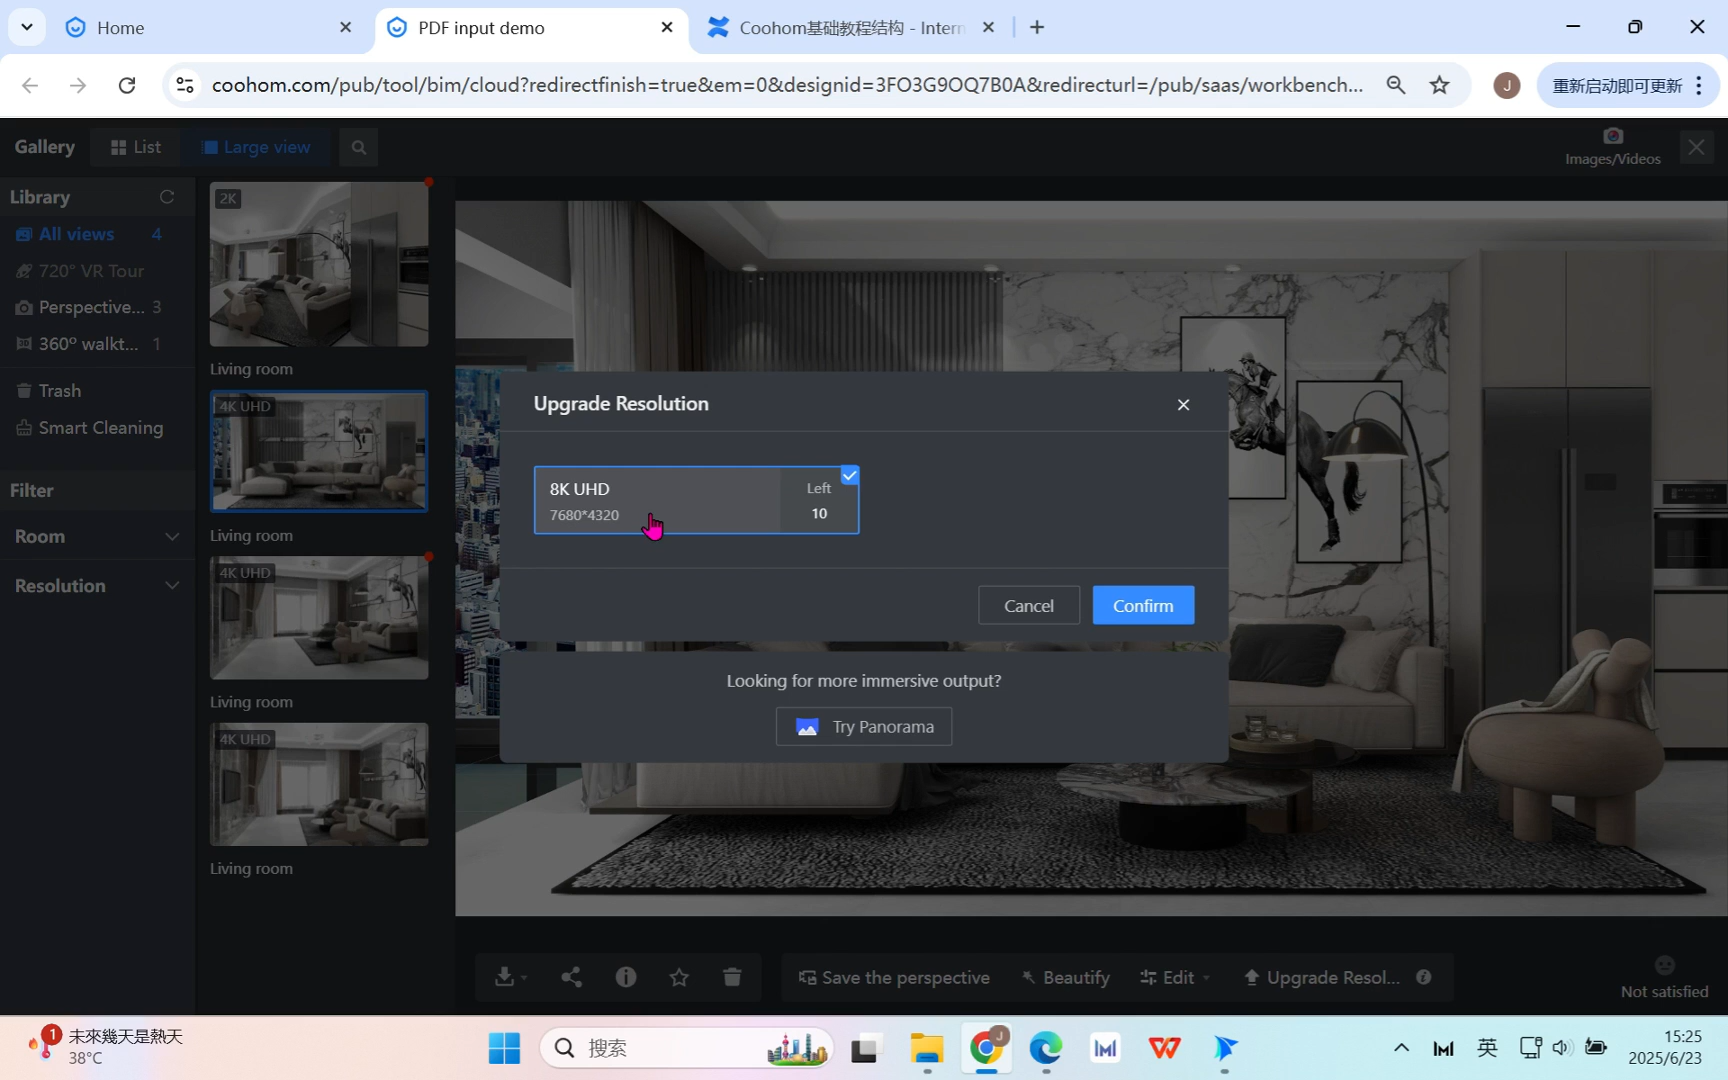 Home
PDF input demo
Coohom基础教程结构 - Intern
coohom.com/pub/tool/bim/cloud?redirectfinish=true&em=0&designid=3FO3G9OQ7B0A&redirecturl=/pub/saas/workbench...
J
重新启动即可更新
Gallery
List
Large view
Images/Videos
Library
All views 4
720° VR Tour
Perspective... 3
360° walkt... 1
Trash
Smart Cleaning
Filter
Room
Resolution
2K
Living room
4K UHD
Living room
4K UHD
Living room
4K UHD
Living room
Upgrade Resolution
8K UHD
7680*4320
Left
10
Cancel
Confirm
Looking for more immersive output?
Try Panorama
Save the perspective
Beautify
Edit
Upgrade Resol...
Not satisfied
1
未來幾天是熱天
38°C
搜索
J
英
15:25
2025/6/23